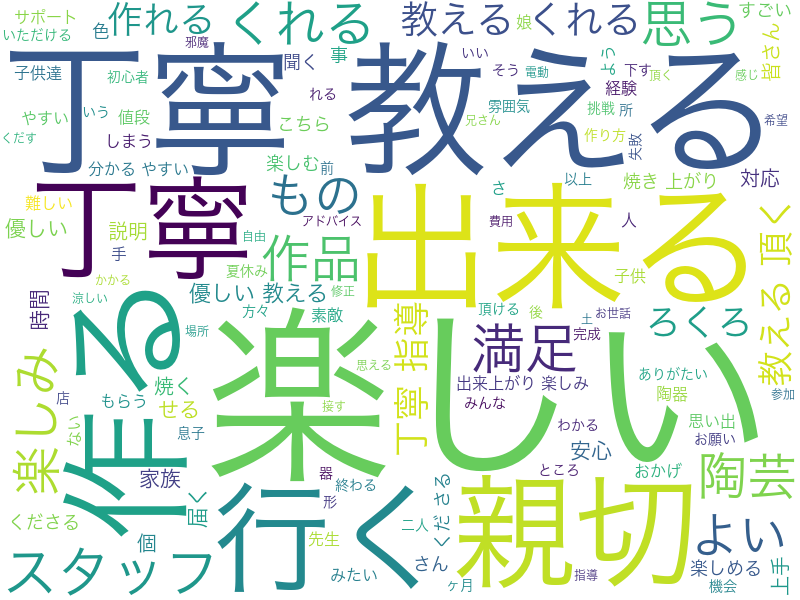 サポート
作れる
くれる
教える くれる
思う
すごい
いただける
色
邪魔
娘
皆さん
丁寧 教える
子供達
聞く
事
いい
そう
電動
よう
下す
頂く
感じ
初心者
れる
経験
やすい
いう
値段
こちら
雰囲気
挑戦
所
兄さん
作り方
失敗
希望
くだす
しまう
分かる やすい
楽しむ
前
丁寧
もの
出来る
さ
以上
焼き 上がり
対応
難しい
優しい
説明
手
アドバイス
自由
作品
費用
人
教える 頂く
夏休み
子供
かかる
涼しい
修正
優しい 教える
方々
素敵
時間
作る
楽しい
丁寧 指導
満足
頂ける
後
土
お世話
完成
ろくろ
場所
思える
楽しみ
焼く
店
もらう
せる
接す
出来上がり 楽しみ
みんな
ありがたい
陶器
参加
ない
息子
わかる
安心
思い出
お願い
家族
器
ところ
おかげ
陶芸
届く
行く
形
終わる
くださる
親切
くださる
個
先生
二人
よい
スタッフ
みたい
さん
ヶ月
指導
楽しめる
機会
上手